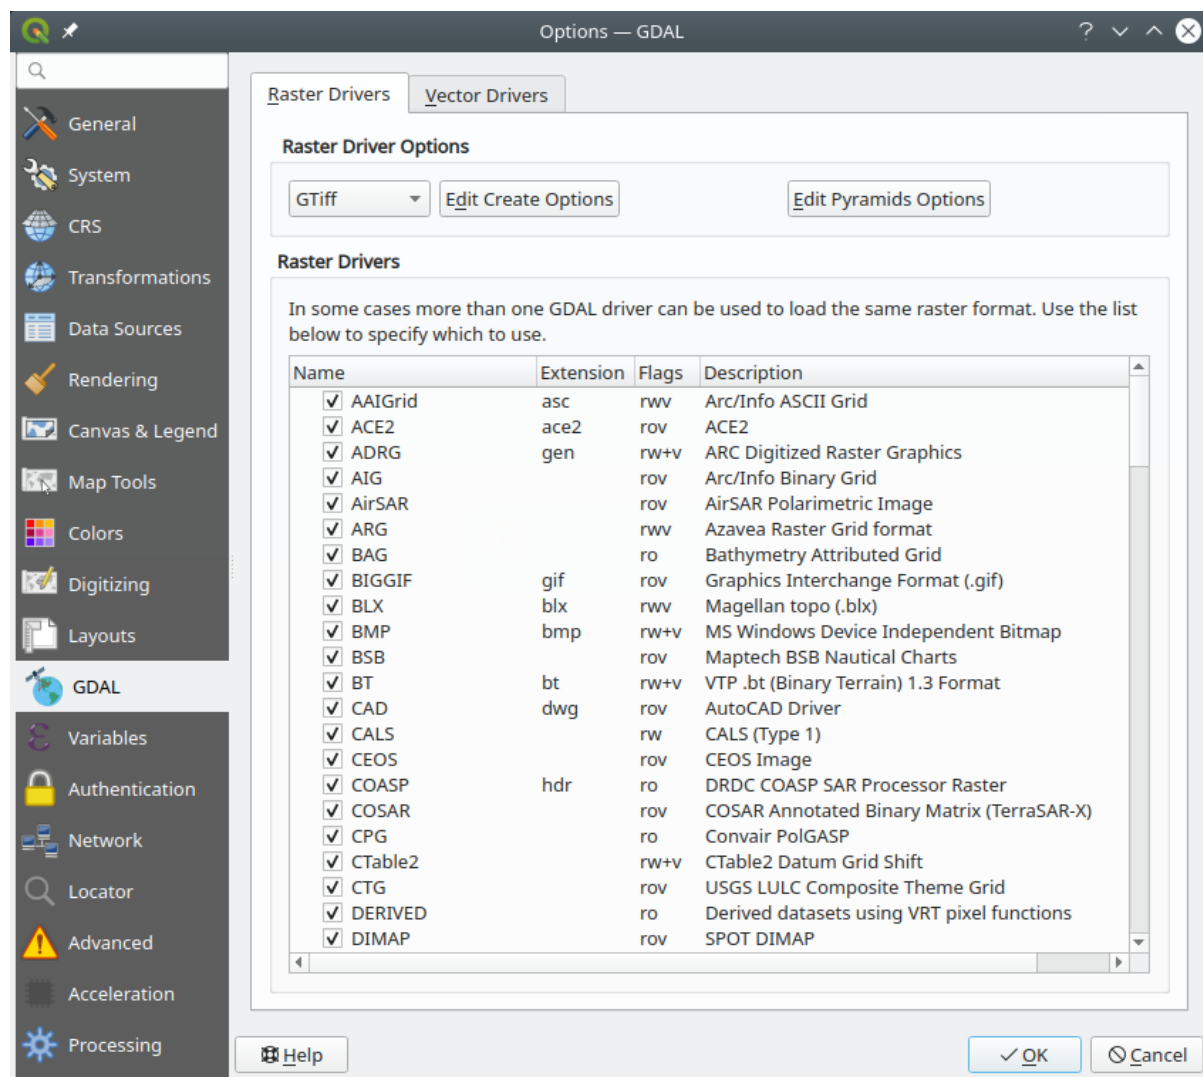 Options — GDAL
General
System
CRS
Transformations
Data Sources
Rendering
Canvas & Legend
Map Tools
Colors
Digitizing
Layouts
GDAL
Variables
Authentication
Network
Locator
Advanced
Acceleration
Processing
Raster Drivers
Vector Drivers
Raster Driver Options
GTiff
Edit Create Options
Edit Pyramids Options
Raster Drivers
In some cases more than one GDAL driver can be used to load the same raster format. Use the list
below to specify which to use.
Name Extension Flags Description
AAIGrid asc rwv Arc/Info ASCII Grid
ACE2 ace2 rov ACE2
ADRG gen rw+v ARC Digitized Raster Graphics
AIG rov Arc/Info Binary Grid
AirSAR rov AirSAR Polarimetric Image
ARG rwv Azavea Raster Grid format
BAG ro Bathymetry Attributed Grid
BIGGIF gif rov Graphics Interchange Format (.gif)
BLX blx rwv Magellan topo (.blx)
BMP bmp rw+v MS Windows Device Independent Bitmap
BSB rov Maptech BSB Nautical Charts
BT bt rw+v VTP .bt (Binary Terrain) 1.3 Format
CAD dwg rov AutoCAD Driver
CALS rw CALS (Type 1)
CEOS rov CEOS Image
COASP hdr ro DRDC COASP SAR Processor Raster
COSAR rov COSAR Annotated Binary Matrix (TerraSAR-X)
CPG ro Convair PolGASP
CTable2 rw+v CTable2 Datum Grid Shift
CTG rov USGS LULC Composite Theme Grid
DERIVED ro Derived datasets using VRT pixel functions
DIMAP rov SPOT DIMAP
Help
OK
Cancel